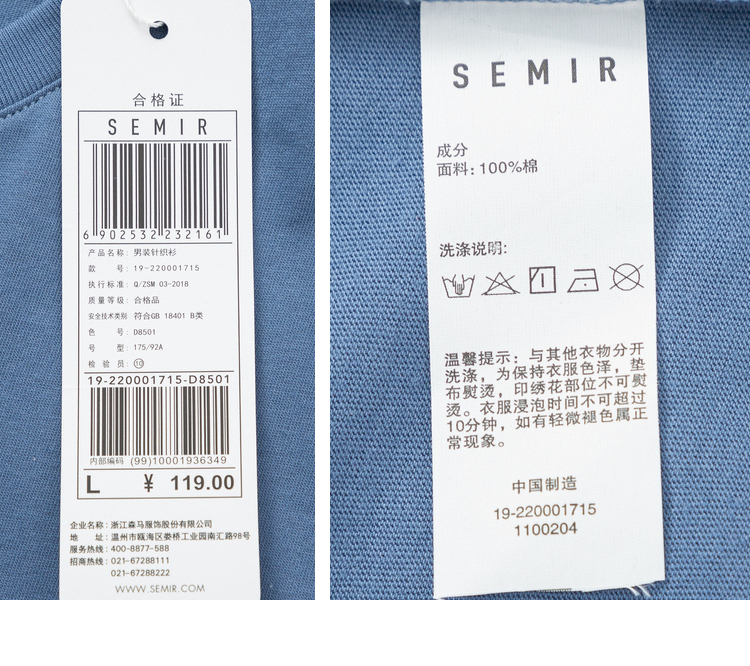 合格证
SEMIR
6 902532 232161
产品名称: 男装针织衫
款 号: 19-220001715
执行标准: Q/ZSM 03-2018
质量等级: 合格品
安全技术类别: 符合GB 18401 B类
色 号: D8501
号 型: 175/92A
检 验 员: 10
19-220001715-D8501
内部编码 (99)10001936349
L ¥ 119.00
企业名称: 浙江森马服饰股份有限公司
地 址: 温州市瓯海区娄桥工业园南汇路98号
服务热线: 400-8877-588
招商热线: 021-67288111
021-67288222
WWW.SEMIR.COM
SEMIR
成分
面料: 100%棉
洗涤说明:
温馨提示: 与其他衣物分开
洗涤, 为保持衣服色泽, 垫
布熨烫, 印绣花部位不可熨
烫。衣服浸泡时间不可超过
10分钟, 如有轻微褪色属正
常现象。
中国制造
19-220001715
1100204